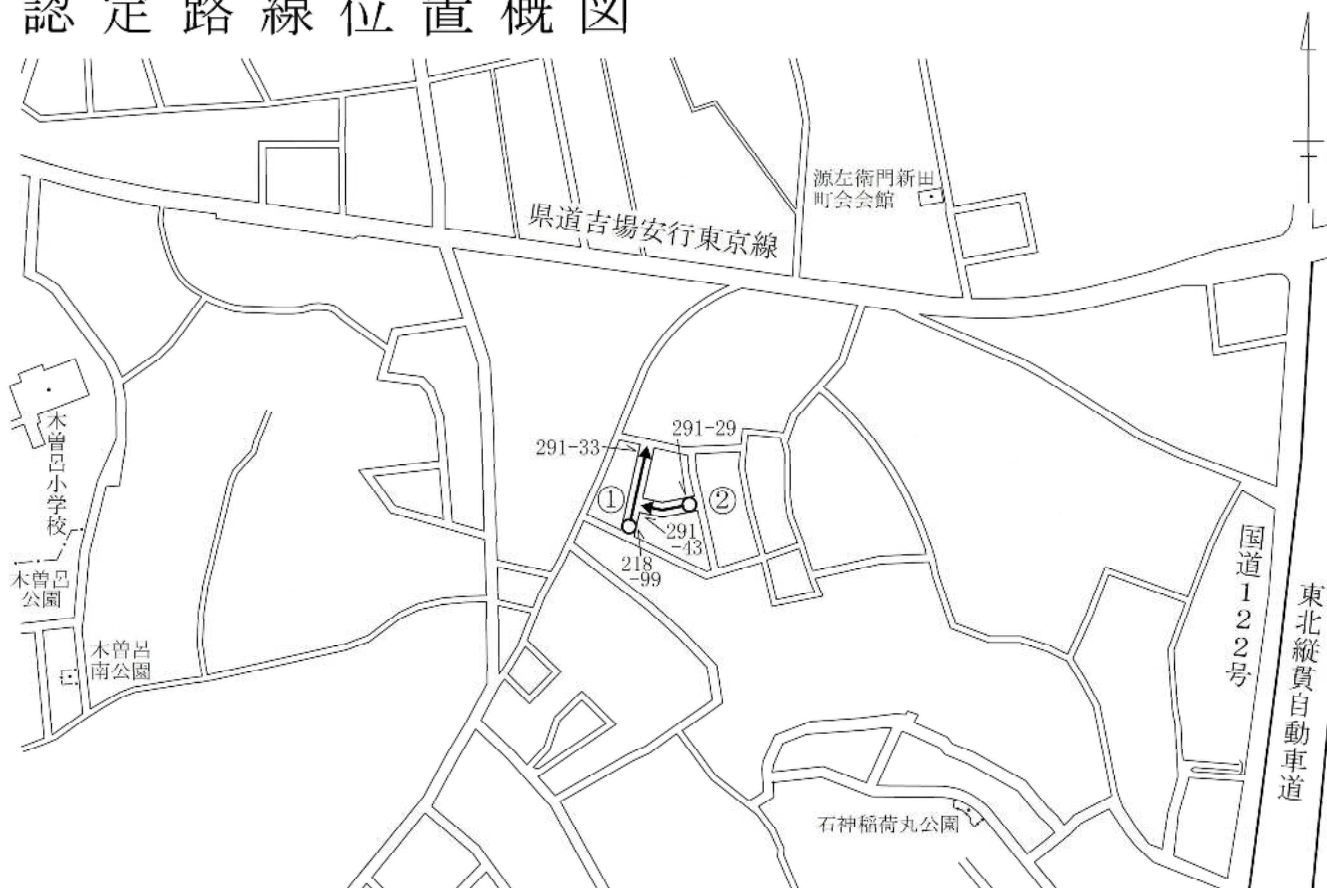 認定路線位置概図
源左衛門新田
町会会館
県道吉場安行東京線
291-29
291-33
①
②
291
-43
218
-99
木曽呂小学校
木曽呂
公園
木曽呂
南公園
国道122号
東北縦貫自動車道
石神稲荷丸公園